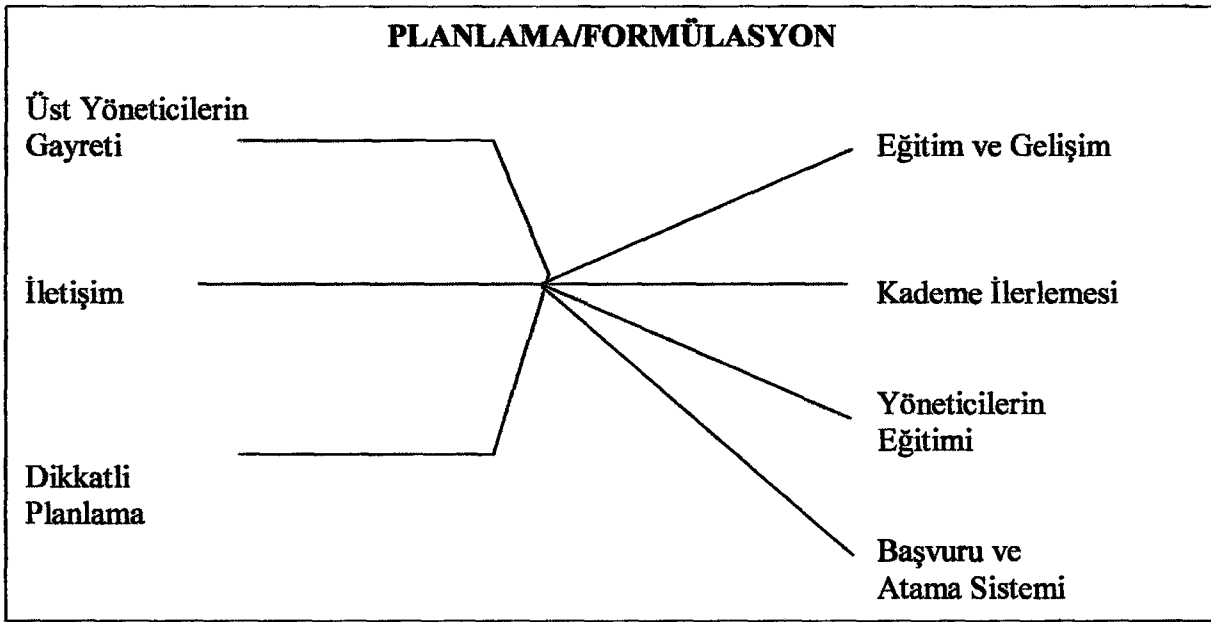 PLANLAMA/FORMÜLASYON
Üst Yöneticilerin
Gayreti
İletişim
Dikkatli
Planlama
Eğitim ve Gelişim
Kademe İlerlemesi
Yöneticilerin
Eğitimi
Başvuru ve
Atama Sistemi